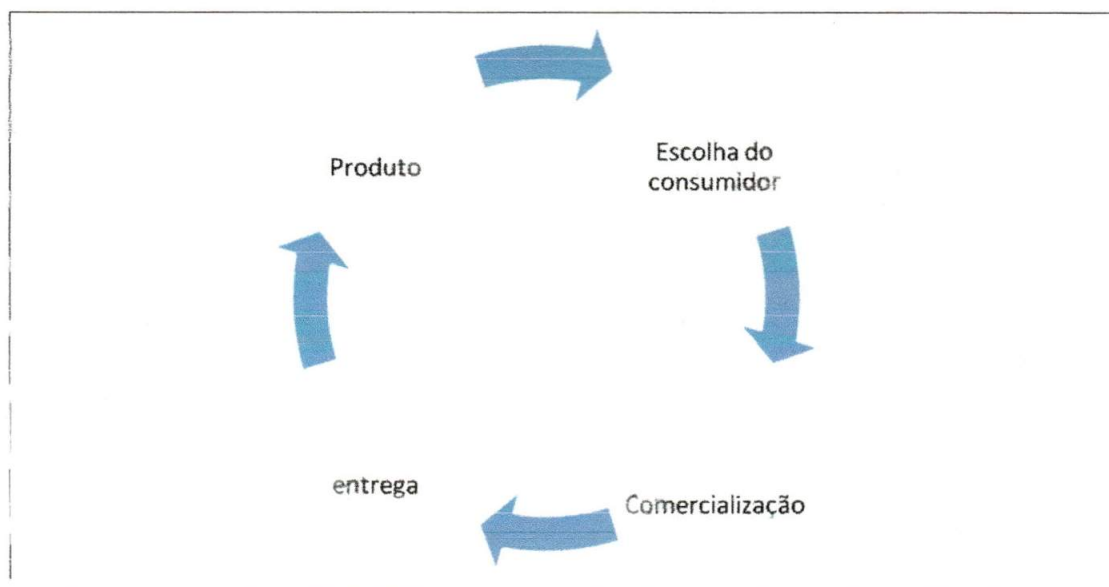 Produto
Escolha do
consumidor
Comercialização
entrega